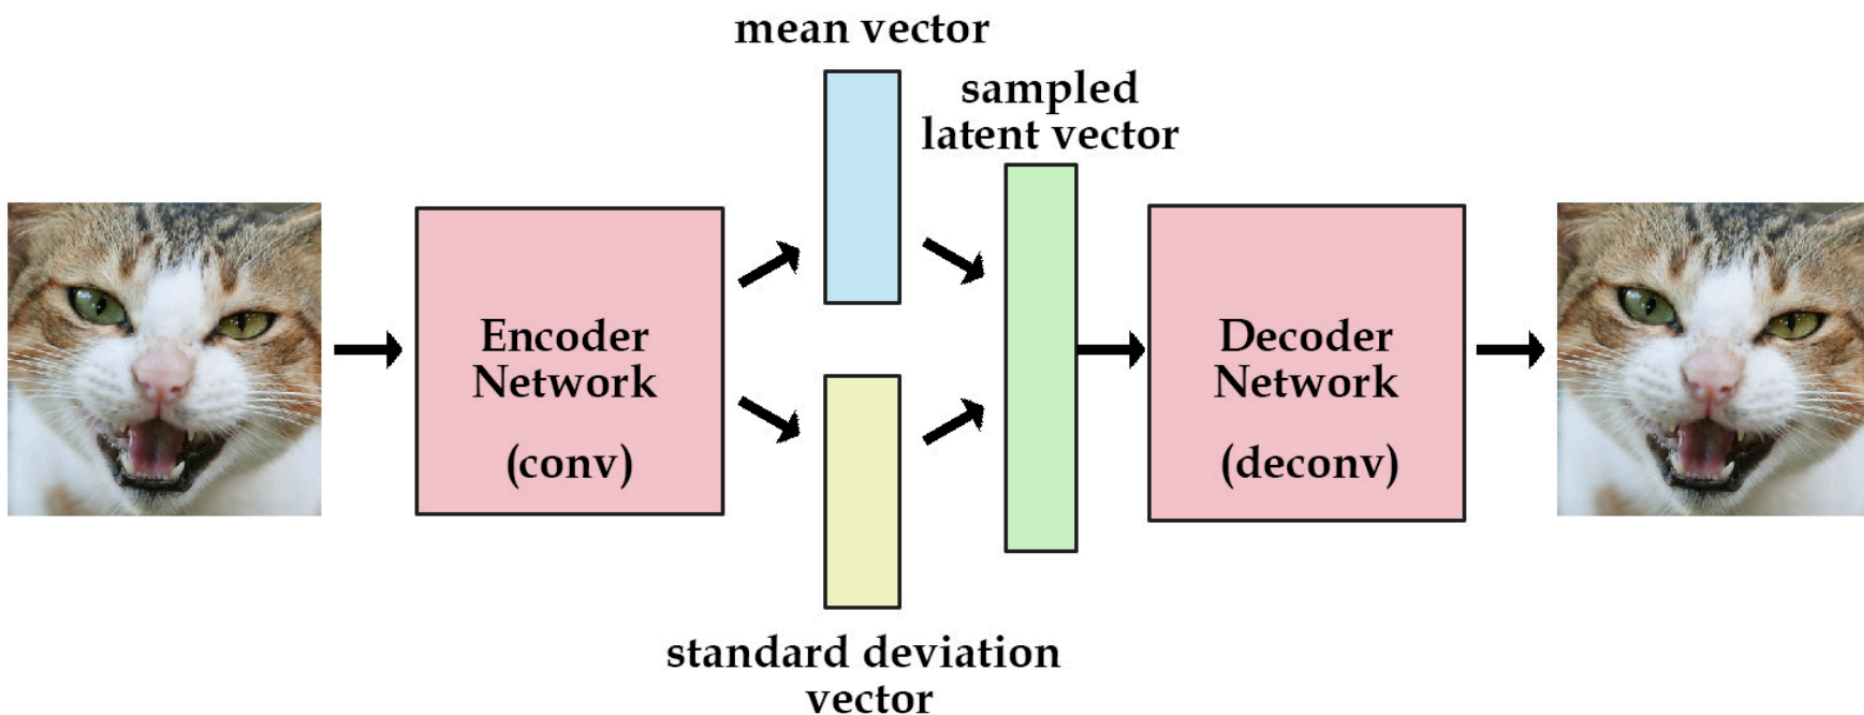 mean vector
sampled
latent vector
Encoder
Network
(conv)
Decoder
Network
(deconv)
standard deviation
vector